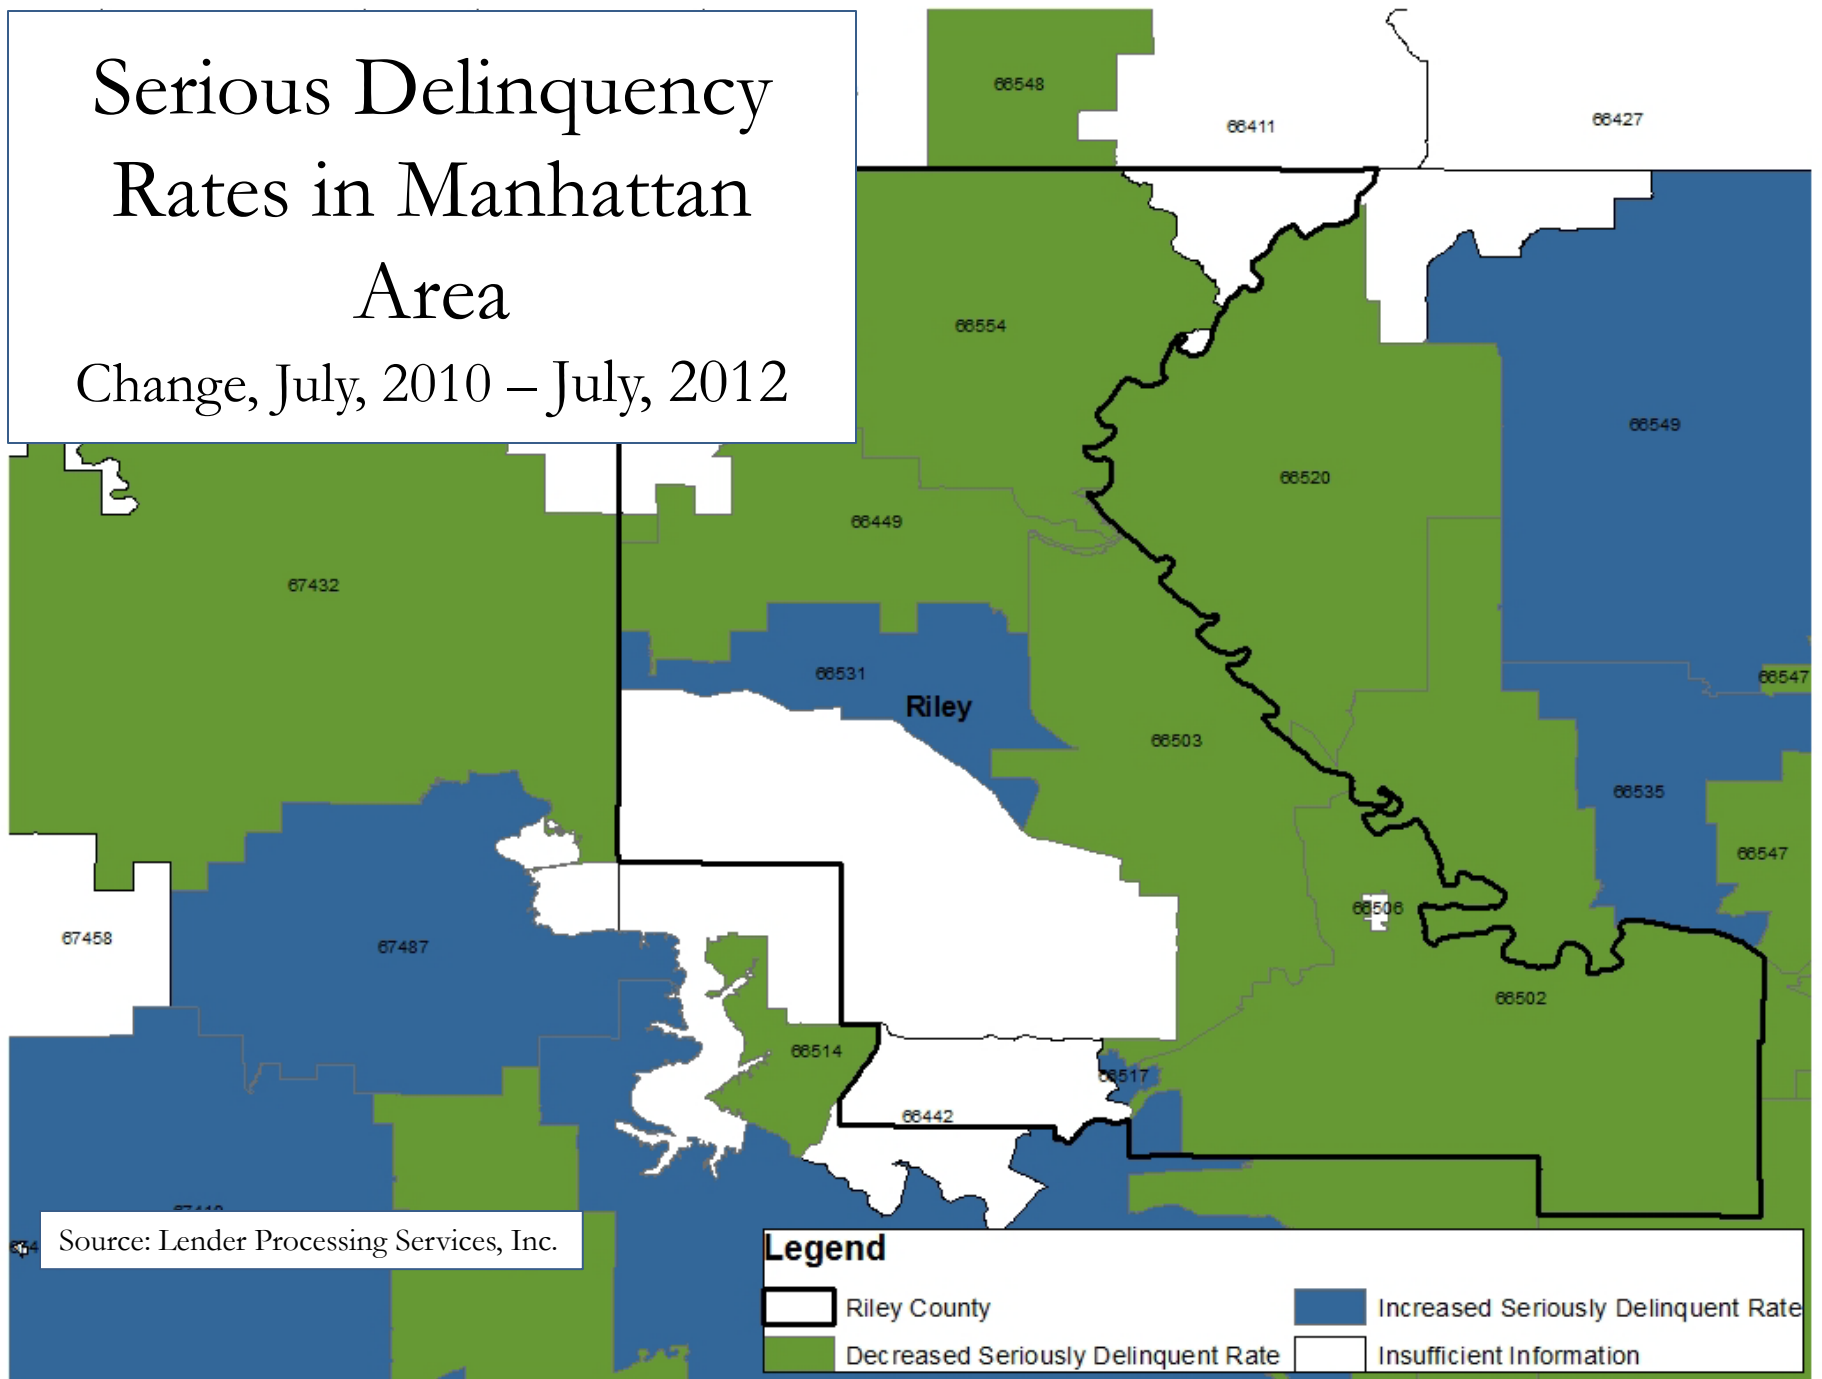 Serious Delinquency
Rates in Manhattan
Area
Change, July, 2010 – July, 2012
66548
66411
66427
66554
66549
66520
66449
67432
66531
66547
Riley
66503
66535
66547
66506
67458
67487
66502
66514
66517
66442
Source: Lender Processing Services, Inc.
Legend
Riley County
Increased Seriously Delinquent Rate
Decreased Seriously Delinquent Rate
Insufficient Information